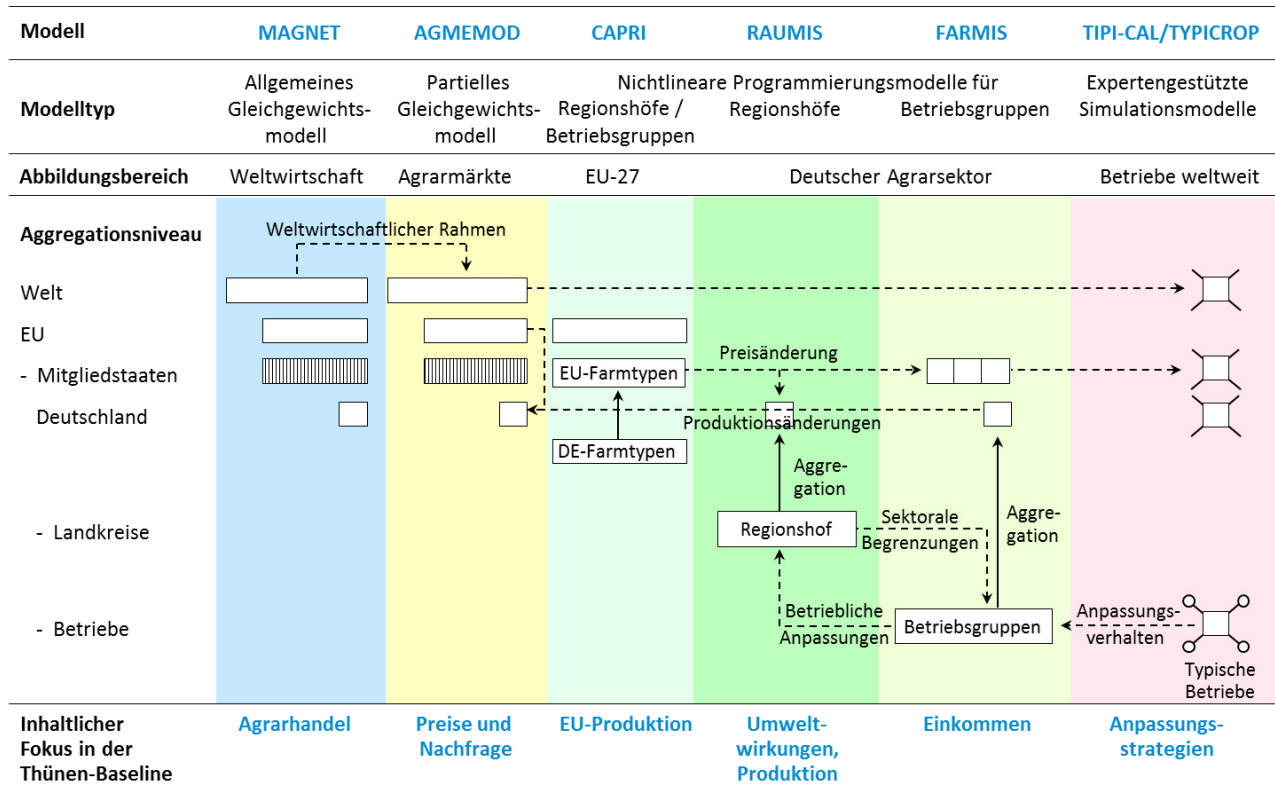 Modell MAGNET AGMEMOD CAPRI RAUMIS FARMIS TIPI-CAL/TYPICROP
Modelltyp
Allgemeines
Gleichgewichts-
modell
Partielles
Gleichgewichts-
modell
Nichtlineare Programmierungsmodelle für
Regionshöfe /
Betriebsgruppen
Regionshöfe
Betriebsgruppen
Expertengestützte
Simulationsmodelle
Abbildungsbereich Weltwirtschaft Agrarmärkte EU-27 Deutscher Agrarsektor Betriebe weltweit
Aggregationsniveau
Weltwirtschaftlicher Rahmen
Welt
EU
- Mitgliedstaaten
EU-Farmtypen
Preisänderung
Deutschland
Produktionsänderungen
DE-Farmtypen
Aggre-
gation
- Landkreise
Regionshof
Sektorale
Begrenzungen
Aggre-
gation
- Betriebe
Betriebliche
Anpassungen
Betriebsgruppen
Anpassungs-
verhalten
Typische
Betriebe
Inhaltlicher
Fokus in der
Thünen-Baseline
Agrarhandel
Preise und
Nachfrage
EU-Produktion
Umwelt-
wirkungen,
Produktion
Einkommen
Anpassungs-
strategien